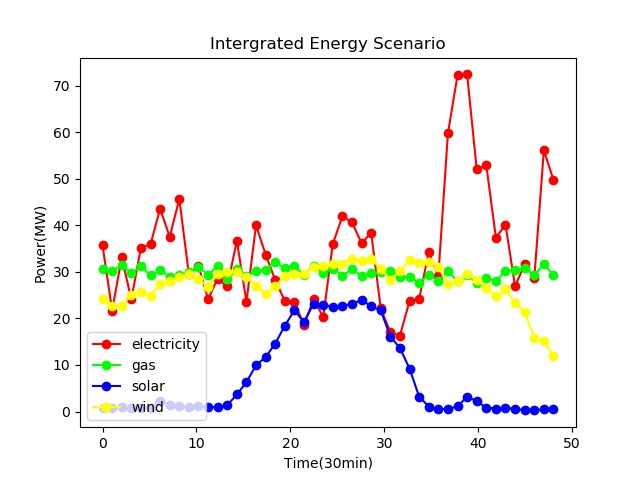 Intergrated Energy Scenario
Power(MW)
70
60
50
40
30
20
10
0
electricity
gas
solar
wind
0 10 20 30 40 50
Time(30min)